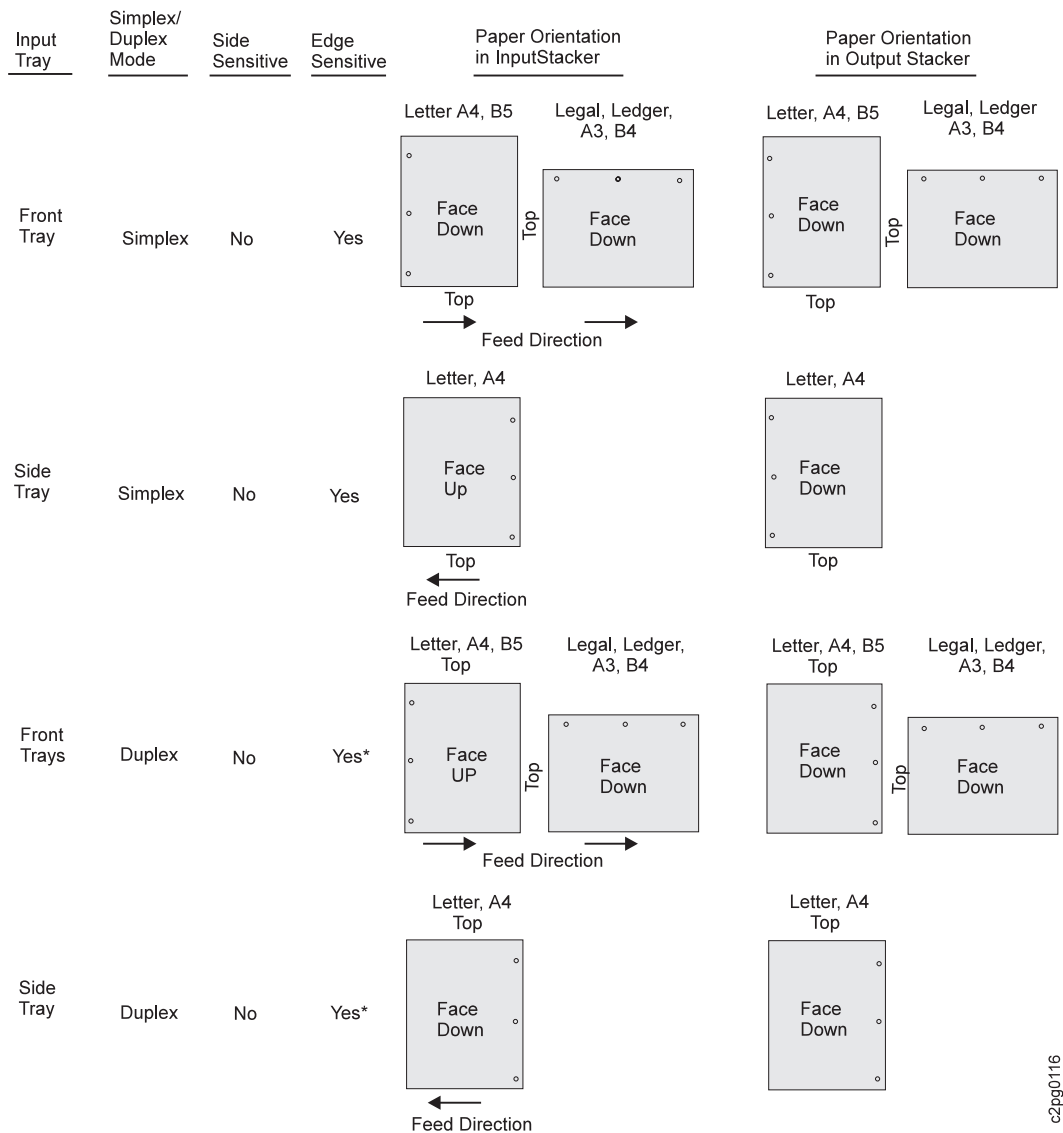 Input
Tray
Simplex/
Duplex
Mode
Side
Sensitive
Edge
Sensitive
Paper Orientation
in InputStacker
Paper Orientation
in Output Stacker
Letter A4, B5
Legal, Ledger,
A3, B4
Letter, A4, B5
Legal, Ledger
A3, B4
Front
Tray
Simplex
No
Yes
Face
Down
Top
Top
Face
Down
Face
Down
Top
Top
Face
Down
Feed Direction
Letter, A4
Letter, A4
Side
Tray
Simplex
No
Yes
Face
Up
Top
Feed Direction
Face
Down
Top
Letter, A4, B5
Top
Legal, Ledger,
A3, B4
Letter, A4, B5
Top
Legal, Ledger,
A3, B4
Front
Trays
Duplex
No
Yes*
Face
UP
Top
Face
Down
Face
Down
Top
Face
Down
Feed Direction
Letter, A4
Top
Letter, A4
Top
Side
Tray
Duplex
No
Yes*
Face
Down
Face
Down
Feed Direction
c2pg0116